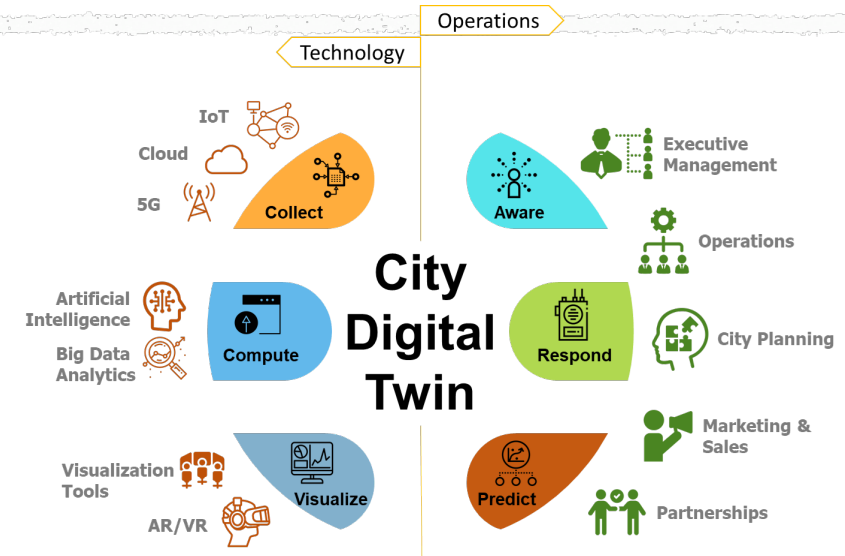 Operations
Technology
IoT
Cloud
5G
Collect
Aware
Executive
Management
Operations
City
Digital
Twin
Artificial
Intelligence
Big Data
Analytics
Compute
Respond
City Planning
Marketing &
Sales
Visualization
Tools
AR/VR
Visualize
Predict
Partnerships